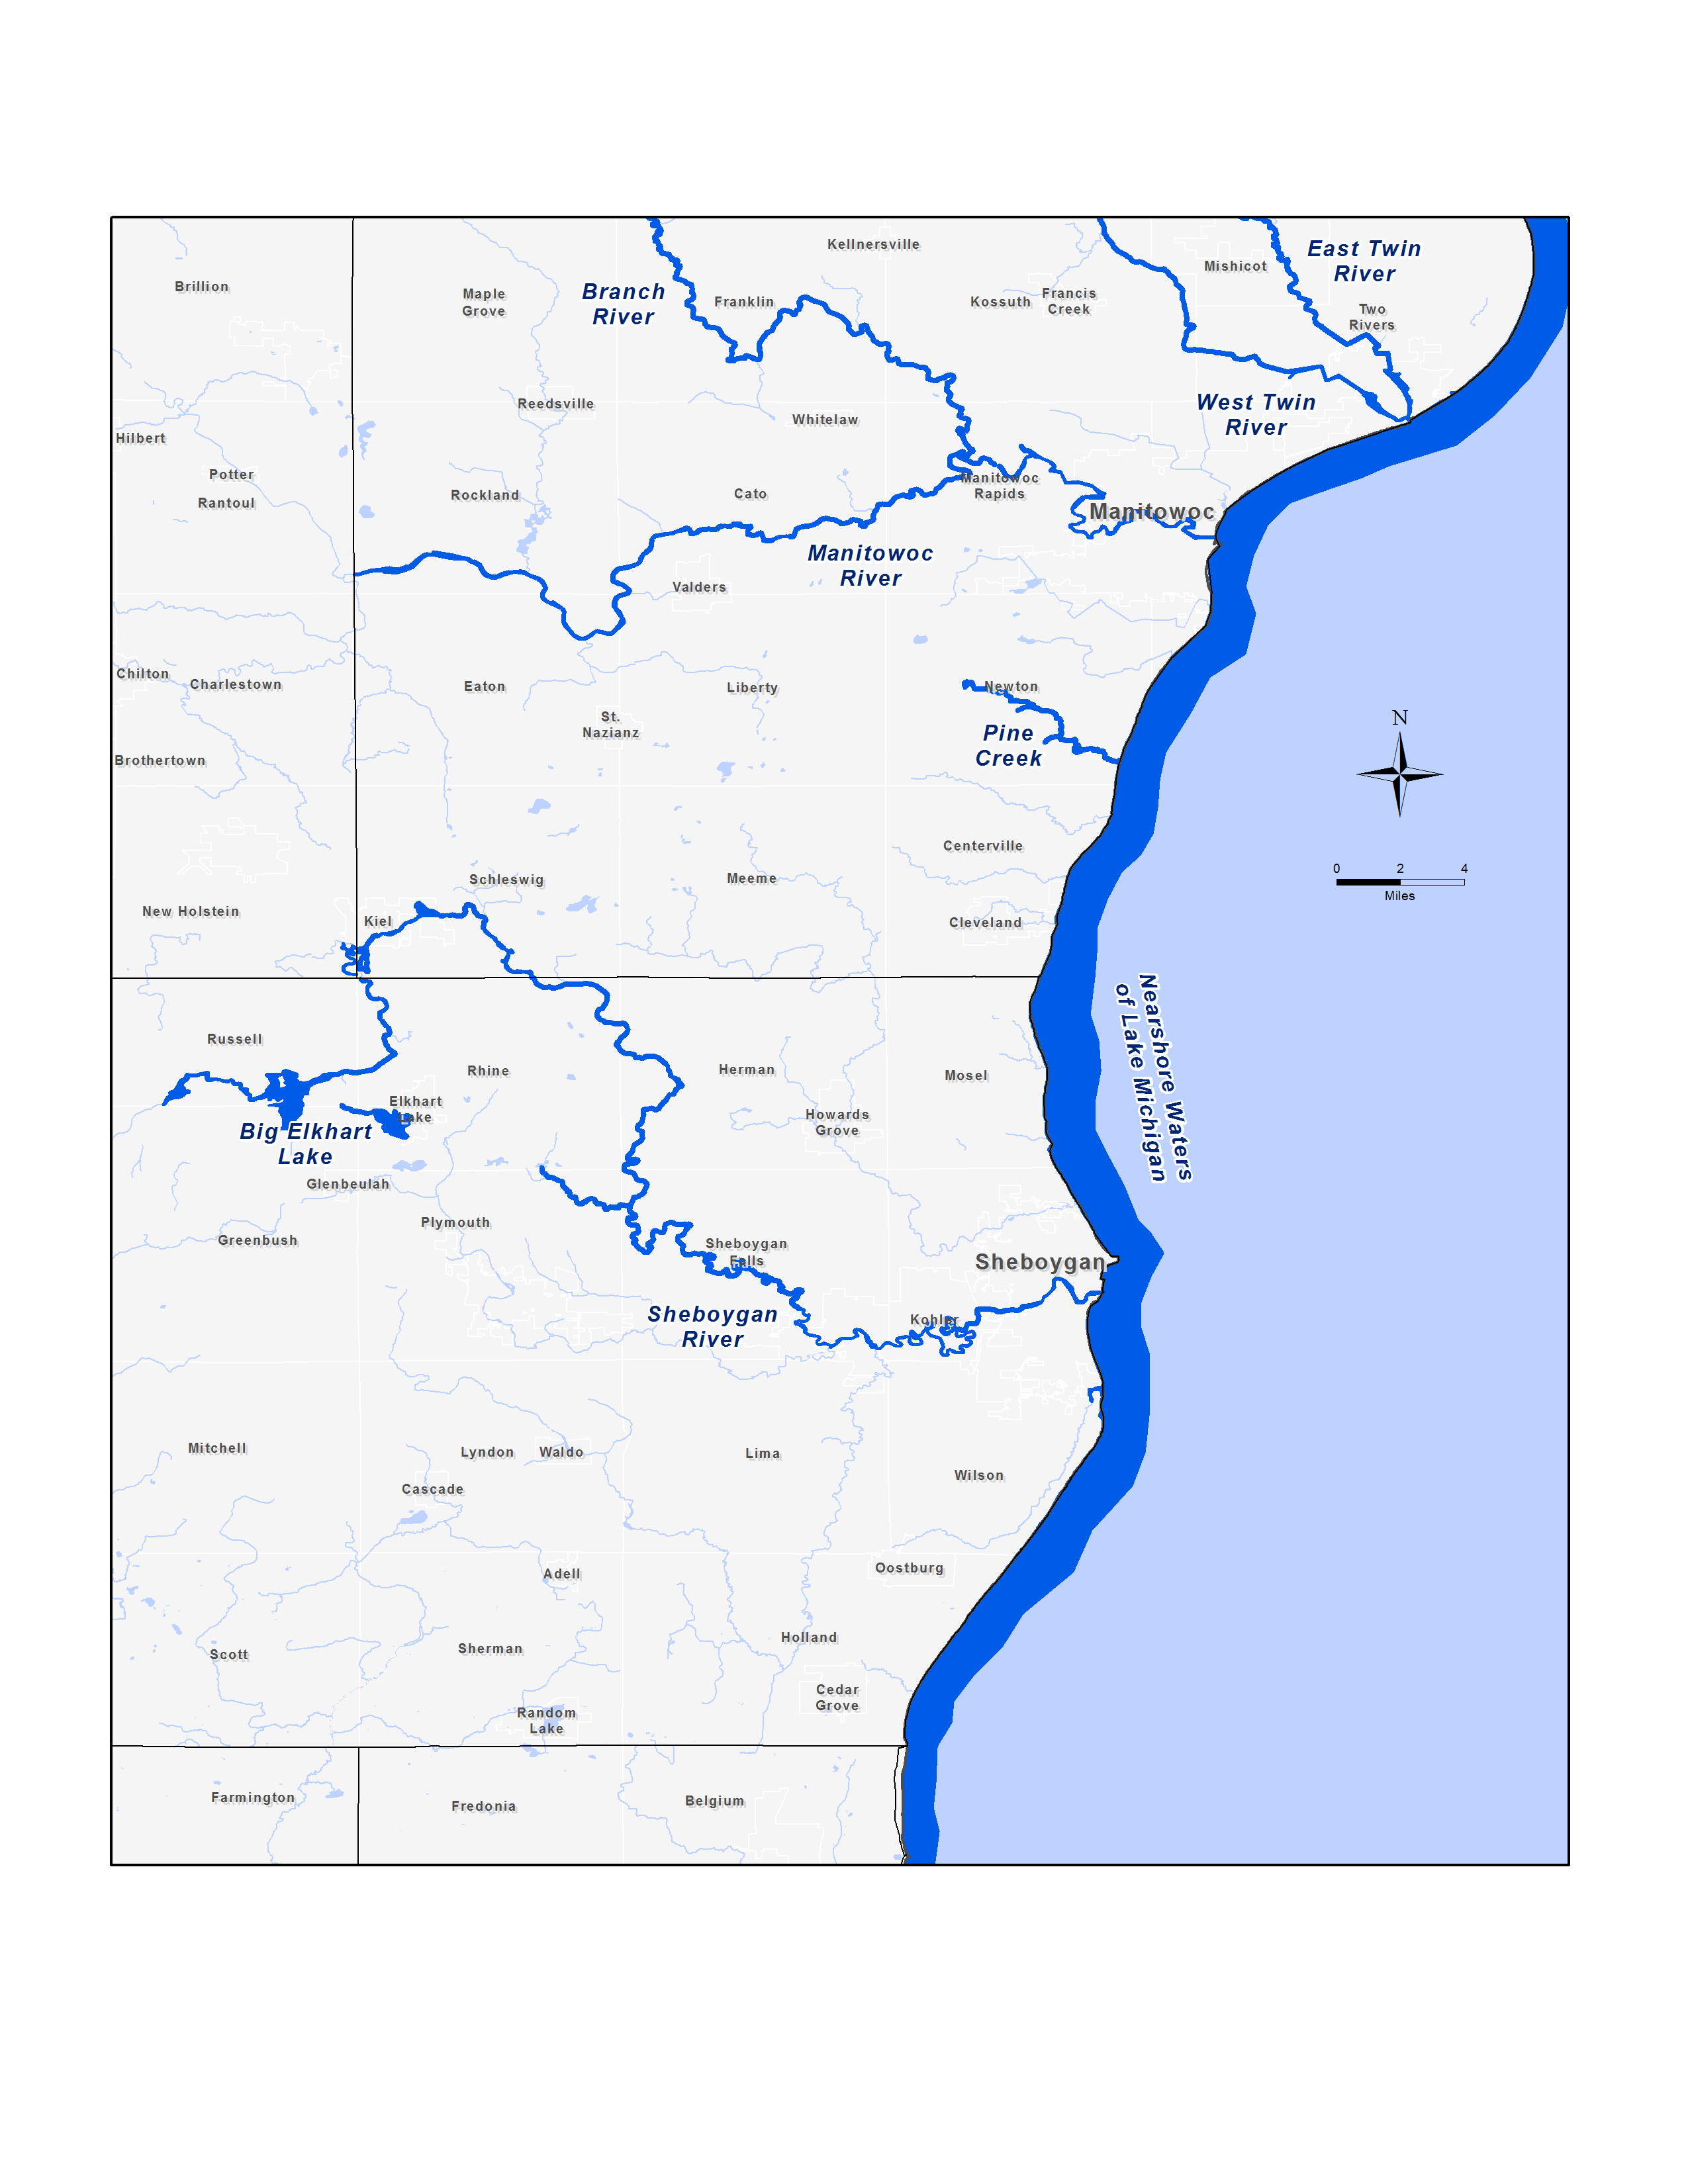 Kellnersville
East Twin
River
Mishicot
Brillion
Branch
River
Maple
Grove
Franklin
Kossuth
Francis
Creek
Two
Rivers
Reedsville
Whitelaw
West Twin
River
Hilbert
Potter
Rantoul
Rockland
Cato
Manitowoc
Rapids
Manitowoc
Manitowoc
River
Valders
Chilton
Charlestown
Eaton
Liberty
Newton
St.
Nazianz
Pine
Creek
N
Brothertown
Centerville
0 2 4
Miles
Schleswig
Meeme
New Holstein
Kiel
Cleveland
Nearshore Waters
of Lake Michigan
Russell
Rhine
Herman
Mosel
Elkhart
Lake
Howards
Grove
Big Elkhart
Lake
Glenbeulah
Plymouth
Greenbush
Sheboygan
Falls
Sheboygan
Sheboygan
River
Kohler
Mitchell
Lyndon
Waldo
Lima
Wilson
Cascade
Adell
Oostburg
Scott
Sherman
Holland
Cedar
Grove
Random
Lake
Farmington
Fredonia
Belgium